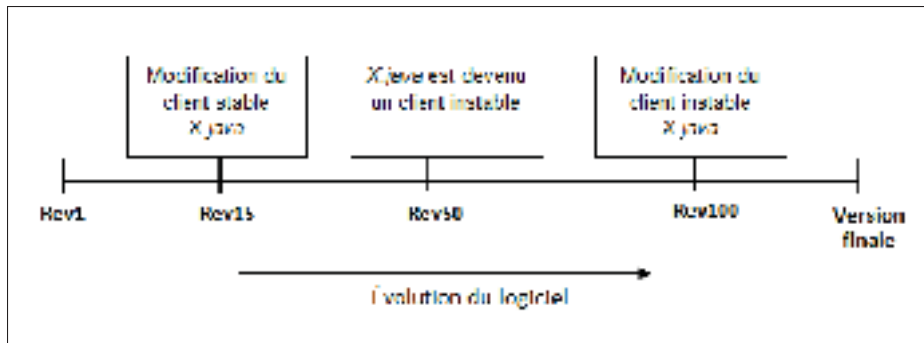 Modification du
client stable
X.java
X.java est devenu
un client instable
Modification du
client instable
X.java
Rev1
Rev15
Rev50
Rev100
Version
finale
Évolution du logiciel